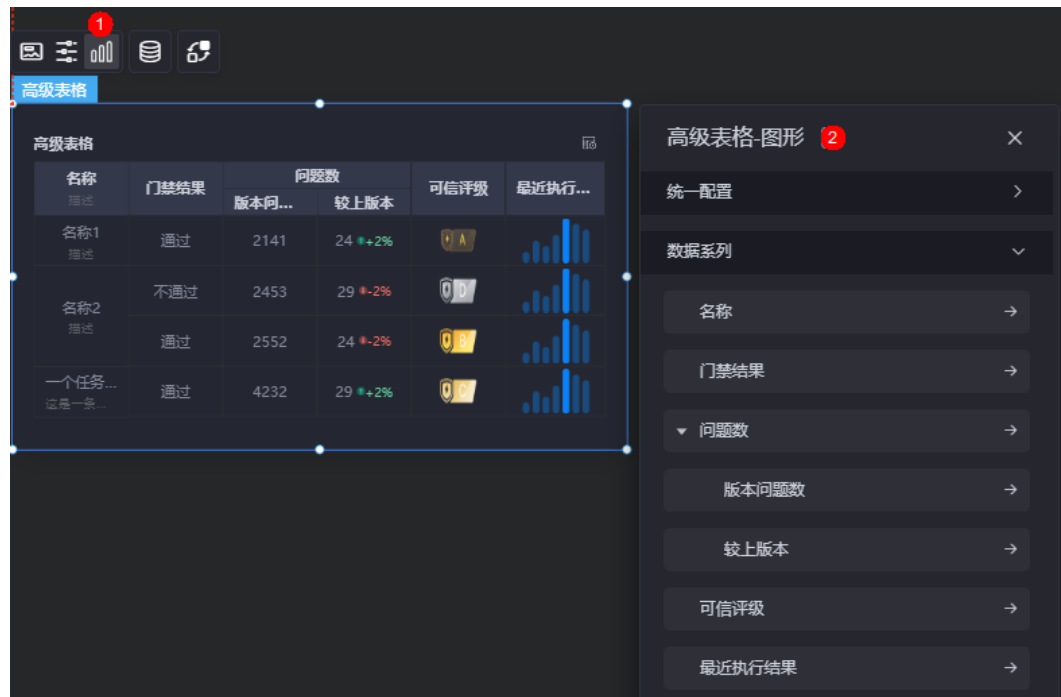 1
高级表格
高级表格
名称
描述
门禁结果
问题数
版本问...
较上版本
可信评级
最近执行...
名称1
描述
通过
2141
24 +2%
A
名称2
描述
不通过
2453
29 -2%
D
通过
2552
24 -2%
B
一个任务...
这是一条...
通过
4232
29 +2%
C
高级表格-图形 2
统一配置
数据系列
名称
门禁结果
问题数
版本问题数
较上版本
可信评级
最近执行结果